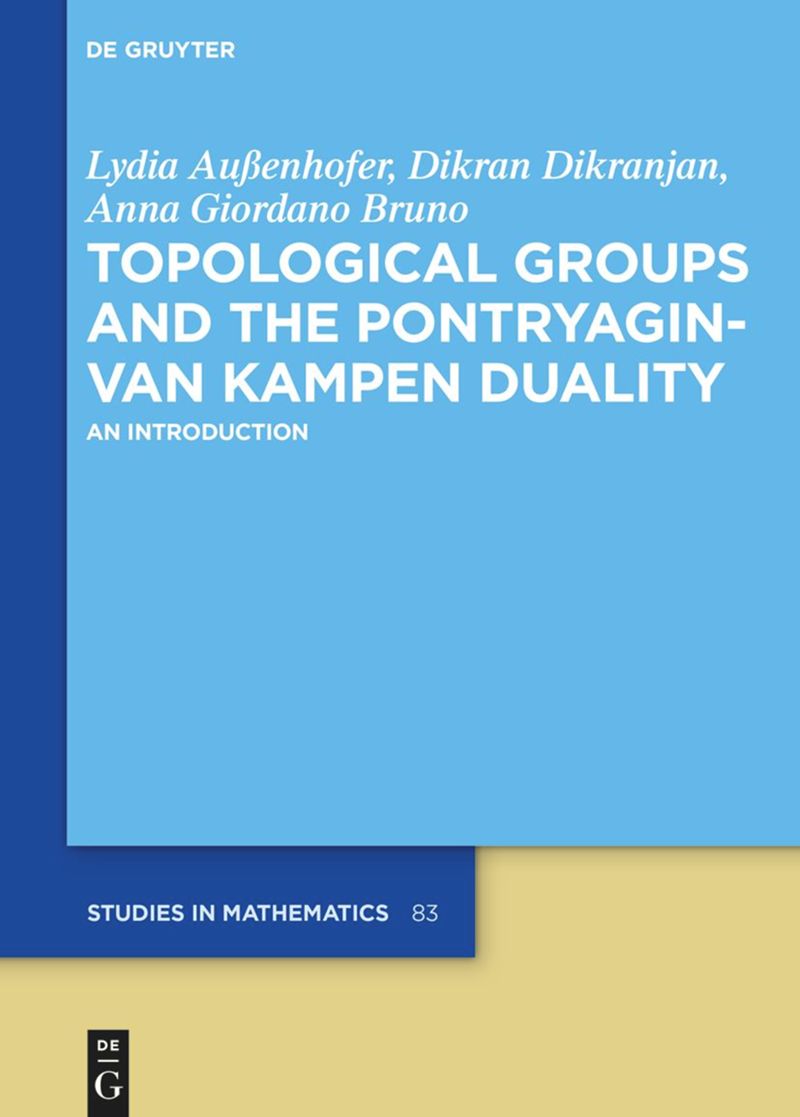 DE GRUYTER
Lydia Außenhofer, Dikran Dikranjan,
Anna Giordano Bruno
TOPOLOGICAL GROUPS
AND THE PONTRYAGIN-
VAN KAMPEN DUALITY
AN INTRODUCTION
STUDIES IN MATHEMATICS 83
DE
G